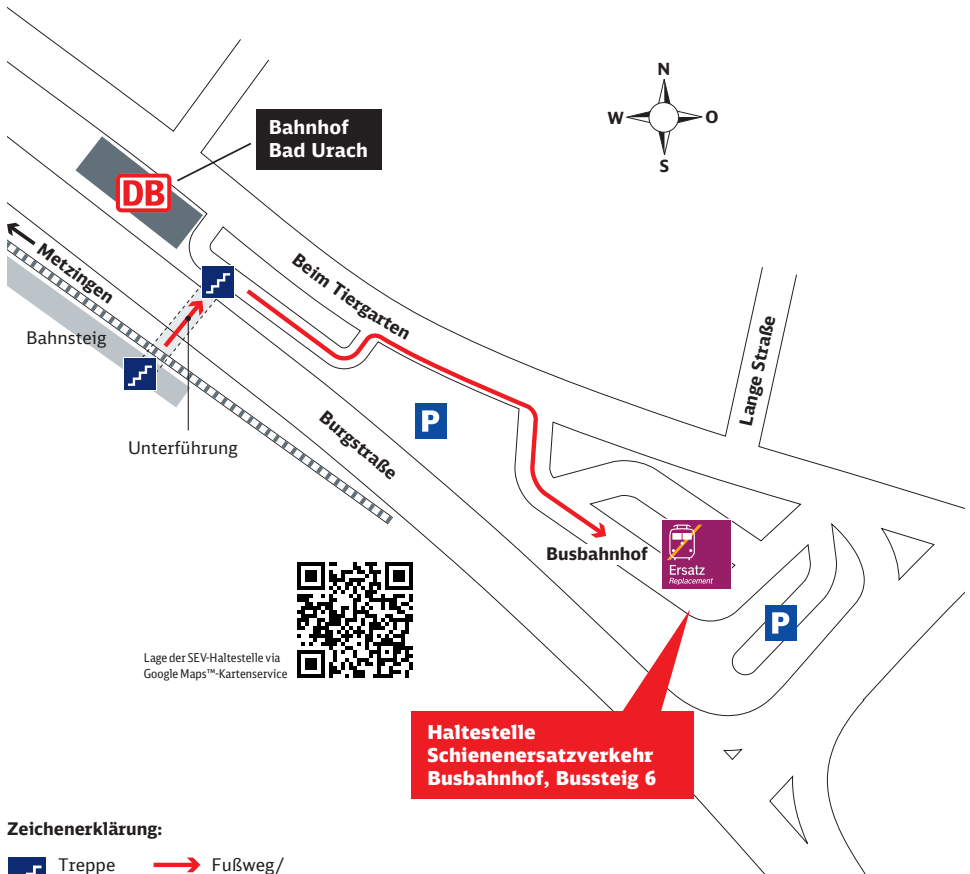 N
W
O
S
Bahnhof
Bad Urach
DB
Metzingen
Beim Tiergarten
Bahnsteig
Lange Straße
P
Unterführung
Burgstraße
Busbahnhof
Ersatz
Replacement
P
Lage der SEV-Haltestelle via
Google Maps™-Kartenservice
Haltestelle
Schienenersatzverkehr
Busbahnhof, Bussteig 6
Zeichenerklärung:
Treppe
Fußweg/